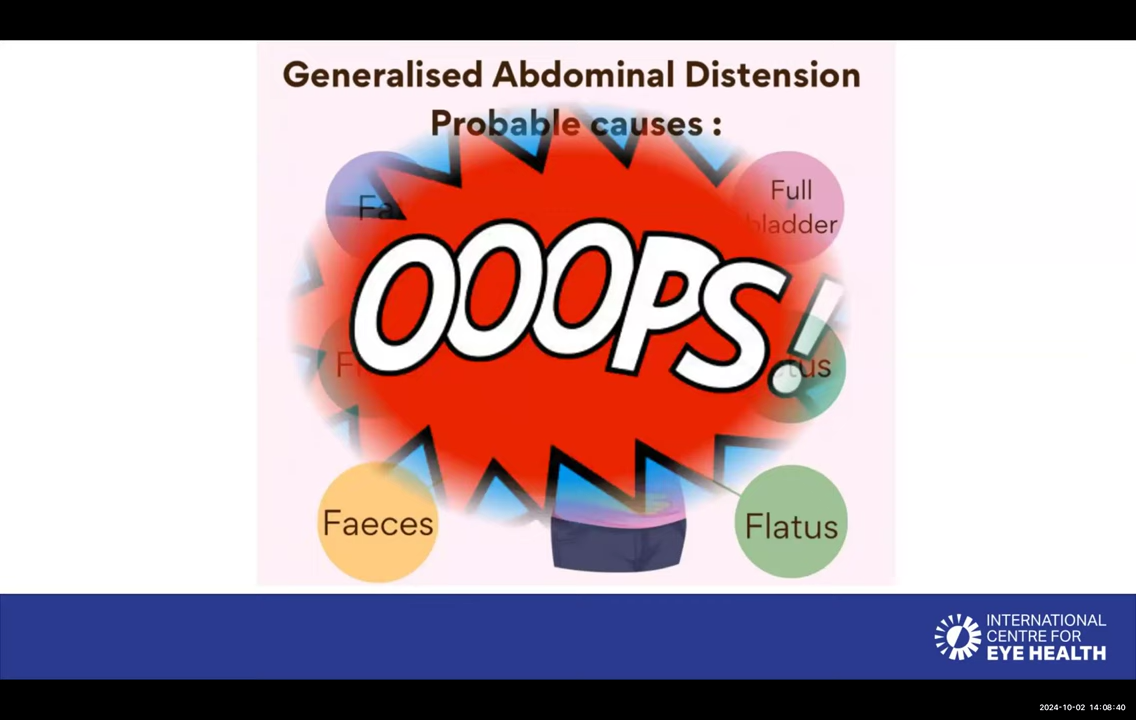 Generalised Abdominal Distension
Probable causes :
Full
bladder
OOOPS!
Faeces
Flatus
INTERNATIONAL
CENTRE FOR
EYE HEALTH
2024-10-02 14:08:40